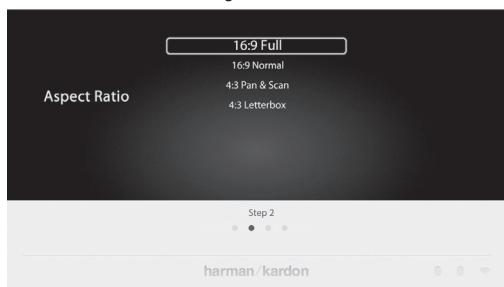 16:9 Full
16:9 Normal
4:3 Pan & Scan
Aspect Ratio
4:3 Letterbox
Step 2
harman/kardon